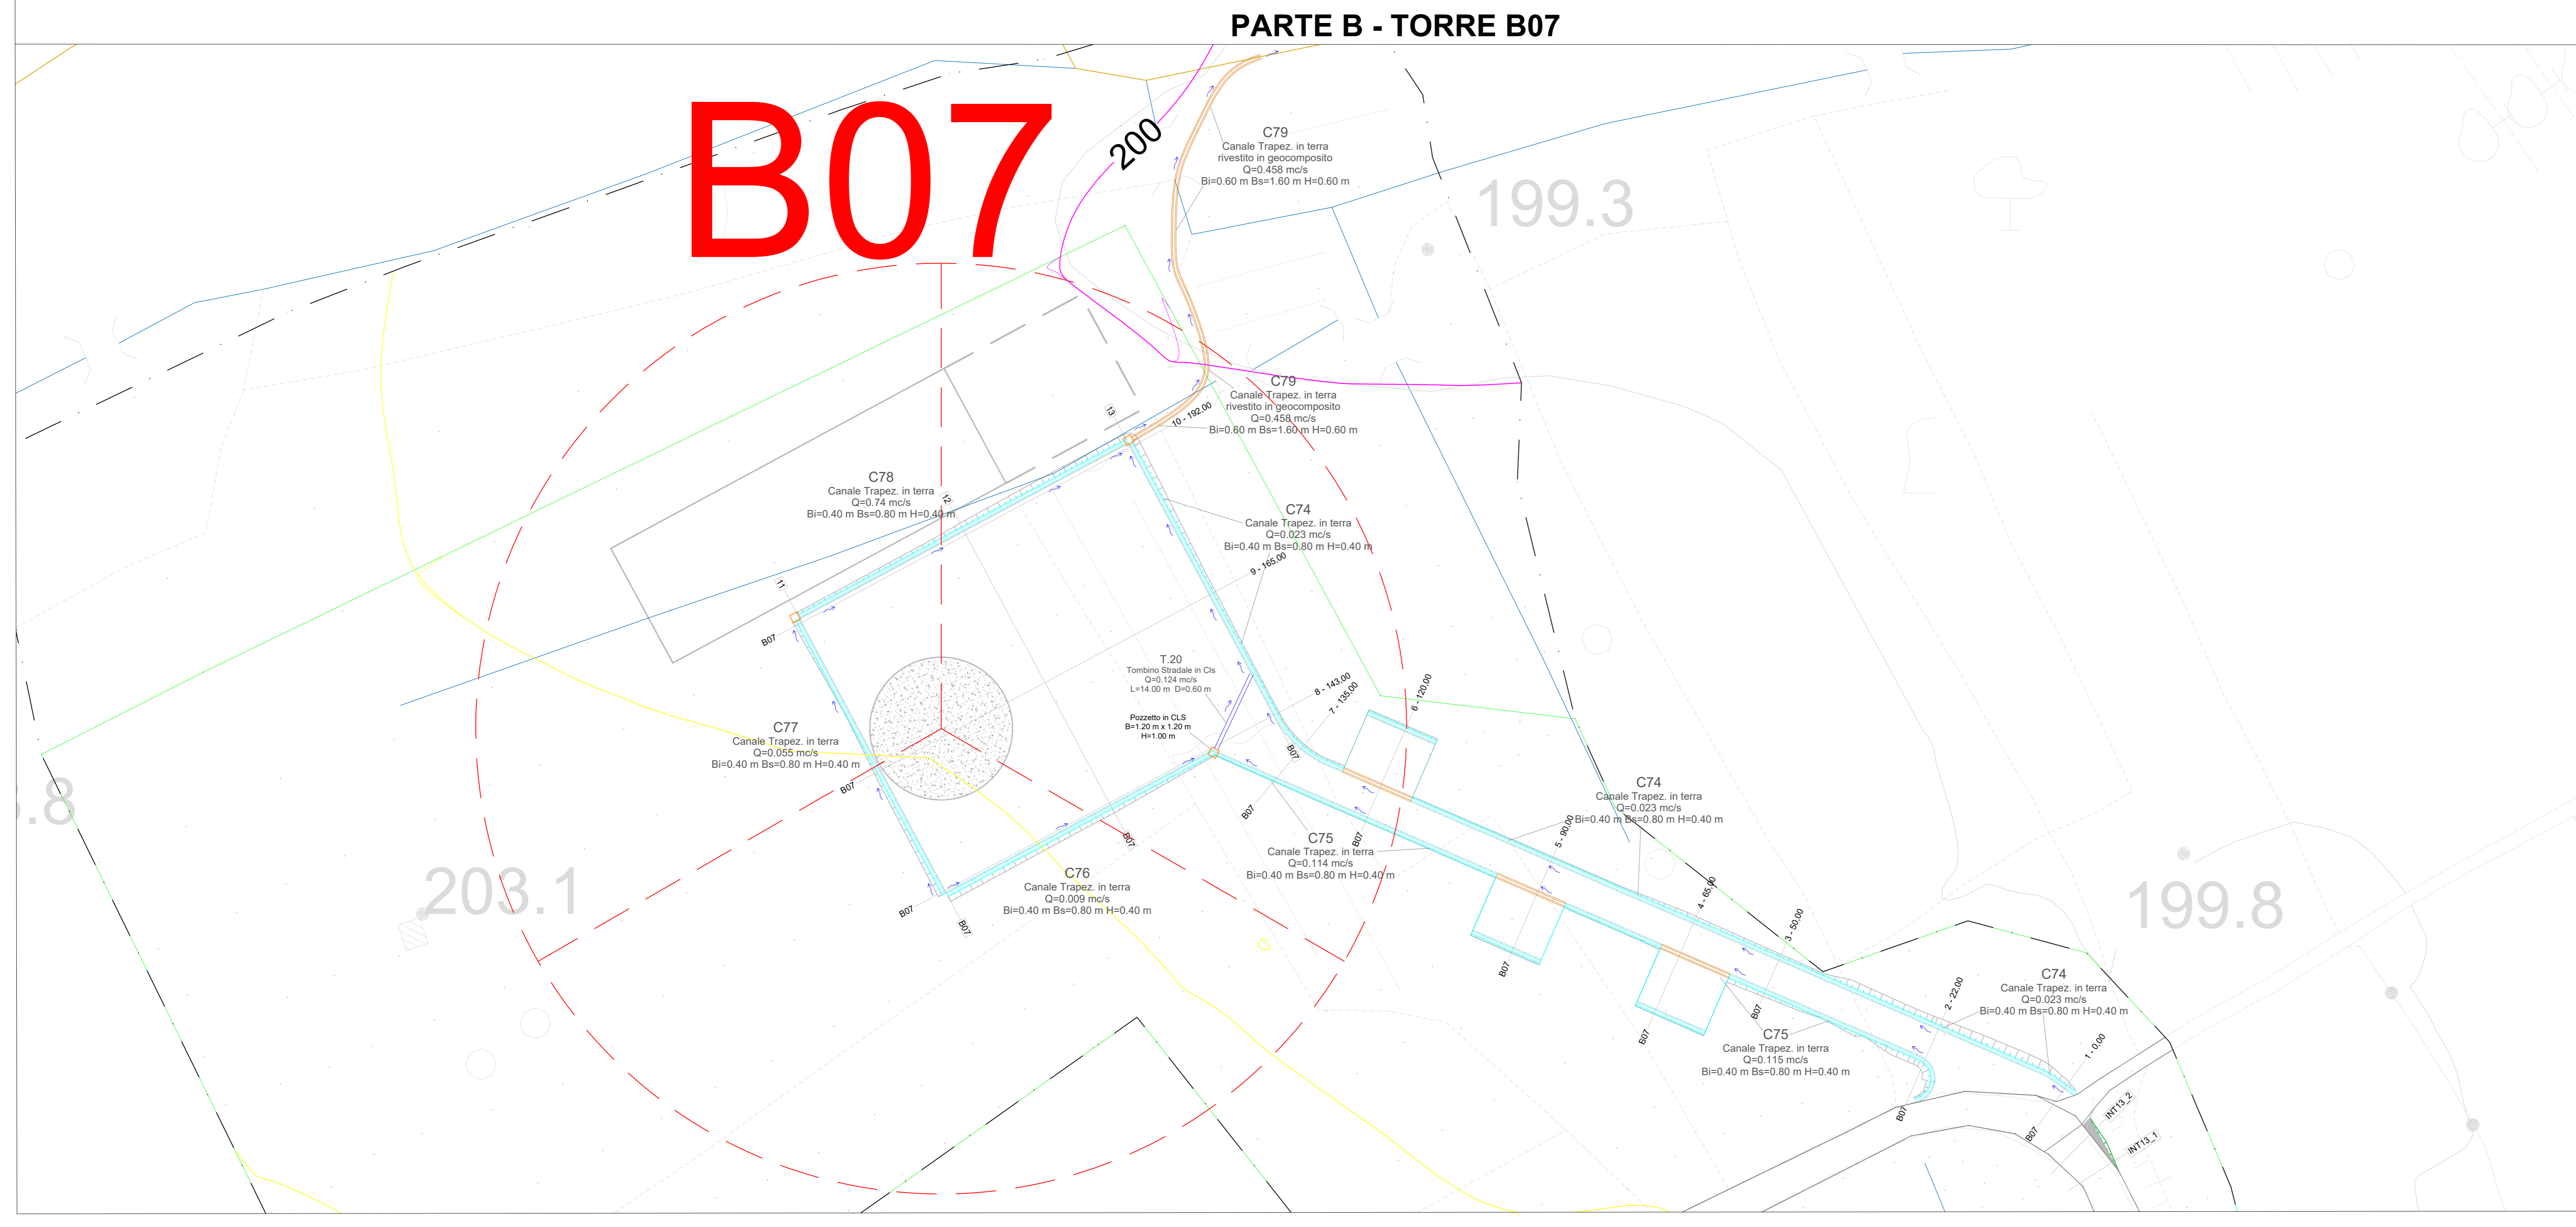 PARTE B - TORRE B07
B07
200
C79
Canale Trapez. in terra
rivestito in geocomposito
Q=0.458 mc/s
Bi=0.60 m Bs=1.60 m H=0.60 m
199.3
C79
Canale Trapez. in terra
rivestito in geocomposito
Q=0.458 mc/s
Bi=0.60 m Bs=1.60 m H=0.60 m
10 - 192,00
13
C78
Canale Trapez. in terra
Q=0.74 mc/s
Bi=0.40 m Bs=0.80 m H=0.40 m
12
C74
Canale Trapez. in terra
Q=0.023 mc/s
Bi=0.40 m Bs=0.80 m H=0.40 m
9 - 165,00
11
B07
T.20
Tombino Stradale in Cls
Q=0.124 mc/s
L=14.00 m D=0.60 m
Pozzetto in CLS
B=1.20 m x 1.20 m
H=1.00 m
8 - 143,00
7 - 135,00
6 - 120,00
B07
C77
Canale Trapez. in terra
Q=0.055 mc/s
Bi=0.40 m Bs=0.80 m H=0.40 m
B07
.8
C74
Canale Trapez. in terra
Q=0.023 mc/s
Bi=0.40 m Bs=0.80 m H=0.40 m
B07
B07
B07
5 - 90,00
C75
Canale Trapez. in terra
Q=0.114 mc/s
Bi=0.40 m Bs=0.80 m H=0.40 m
C76
Canale Trapez. in terra
Q=0.009 mc/s
Bi=0.40 m Bs=0.80 m H=0.40 m
203.1
4 - 65,00
199.8
B07
B07
3 - 50,00
B07
C74
Canale Trapez. in terra
Q=0.023 mc/s
Bi=0.40 m Bs=0.80 m H=0.40 m
2 - 22,00
B07
B07
C75
Canale Trapez. in terra
Q=0.115 mc/s
Bi=0.40 m Bs=0.80 m H=0.40 m
1 - 0,00
B07
B07
INT13_2
INT13_1